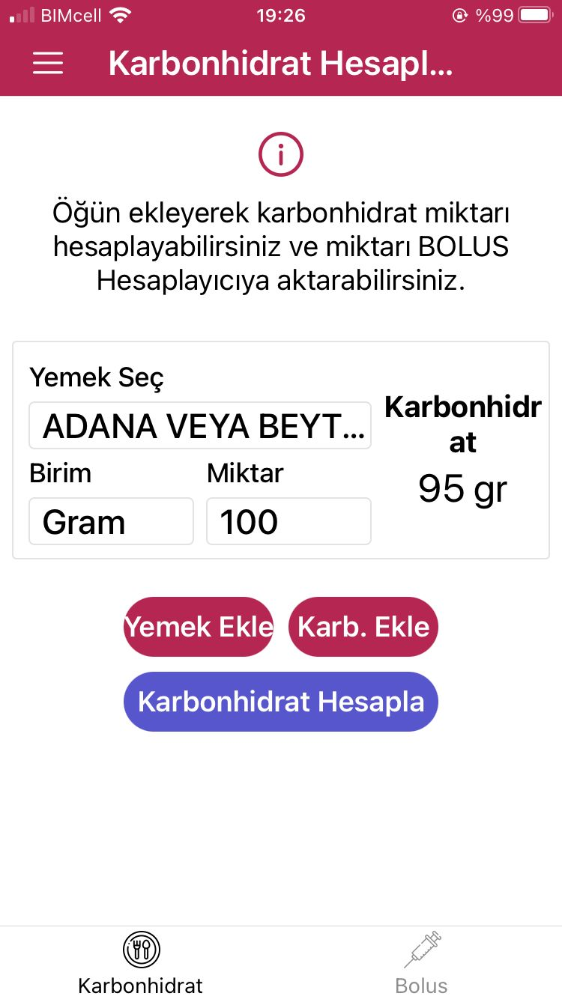 BIMcell 19:26 %99
Karbonhidrat Hesapl...
Öğün ekleyerek karbonhidrat miktarı
hesaplayabilirsiniz ve miktarı BOLUS
Hesaplayıcıya aktarabilirsiniz.
Yemek Seç
ADANA VEYA BEYT...
Birim Miktar
Gram 100
Karbonhidr
at
95 gr
Yemek Ekle Karb. Ekle
Karbonhidrat Hesapla
Karbonhidrat Bolus